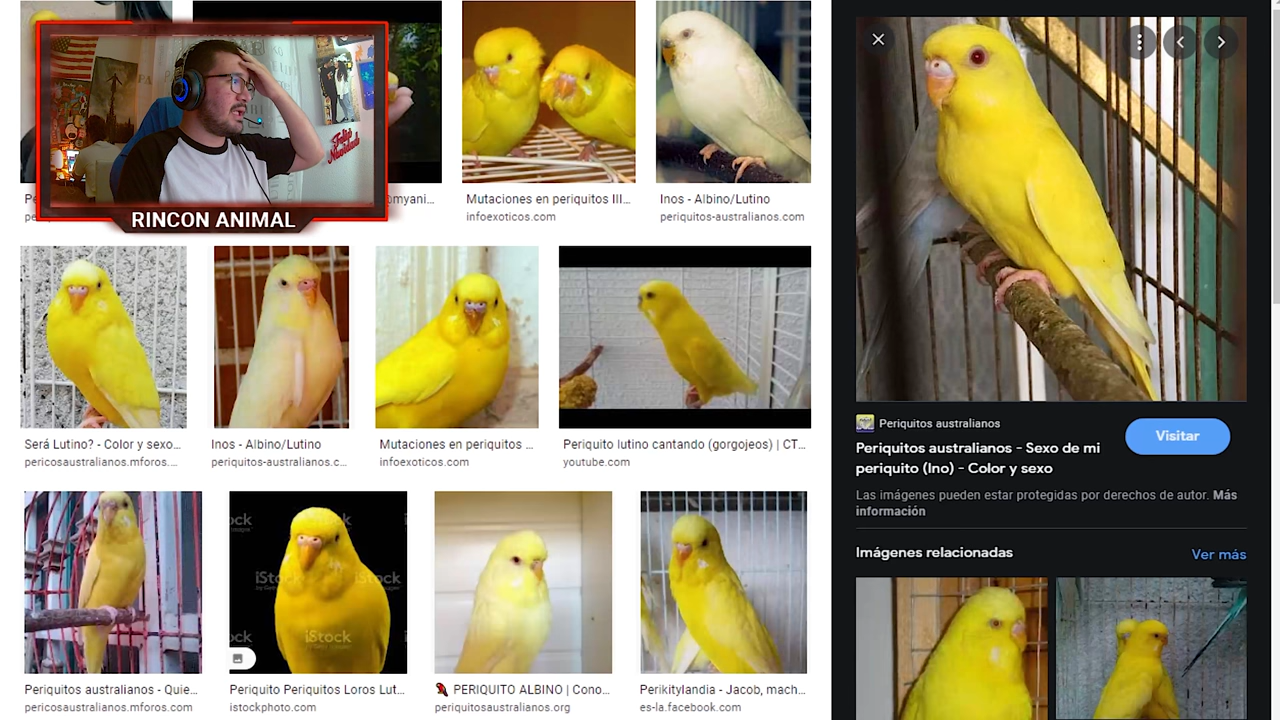 RINCON ANIMAL
omyani...
Mutaciones en periquitos III...
infoexoticos.com
Inos - Albino/Lutino
periquitos-australianos.com
Será Lutino? - Color y sexo...
pericosaustralianos.mforos....
Inos - Albino/Lutino
periquitos-australianos.c...
Mutaciones en periquitos ...
infoexoticos.com
Periquito lutino cantando (gorgojeos) | CT...
youtube.com
iStock
iStock
iStock
Periquitos australianos - Quie...
pericosaustralianos.mforos.com
Periquito Periquitos Loros Lut...
istockphoto.com
PERIQUITO ALBINO | Cono...
periquitosaustralianos.org
Perikitylandia - Jacob, mach...
es-la.facebook.com
Periquitos australianos
Periquitos australianos - Sexo de mi
periquito (Ino) - Color y sexo
Visitar
Las imágenes pueden estar protegidas por derechos de autor. Más
información
Imágenes relacionadas
Ver más